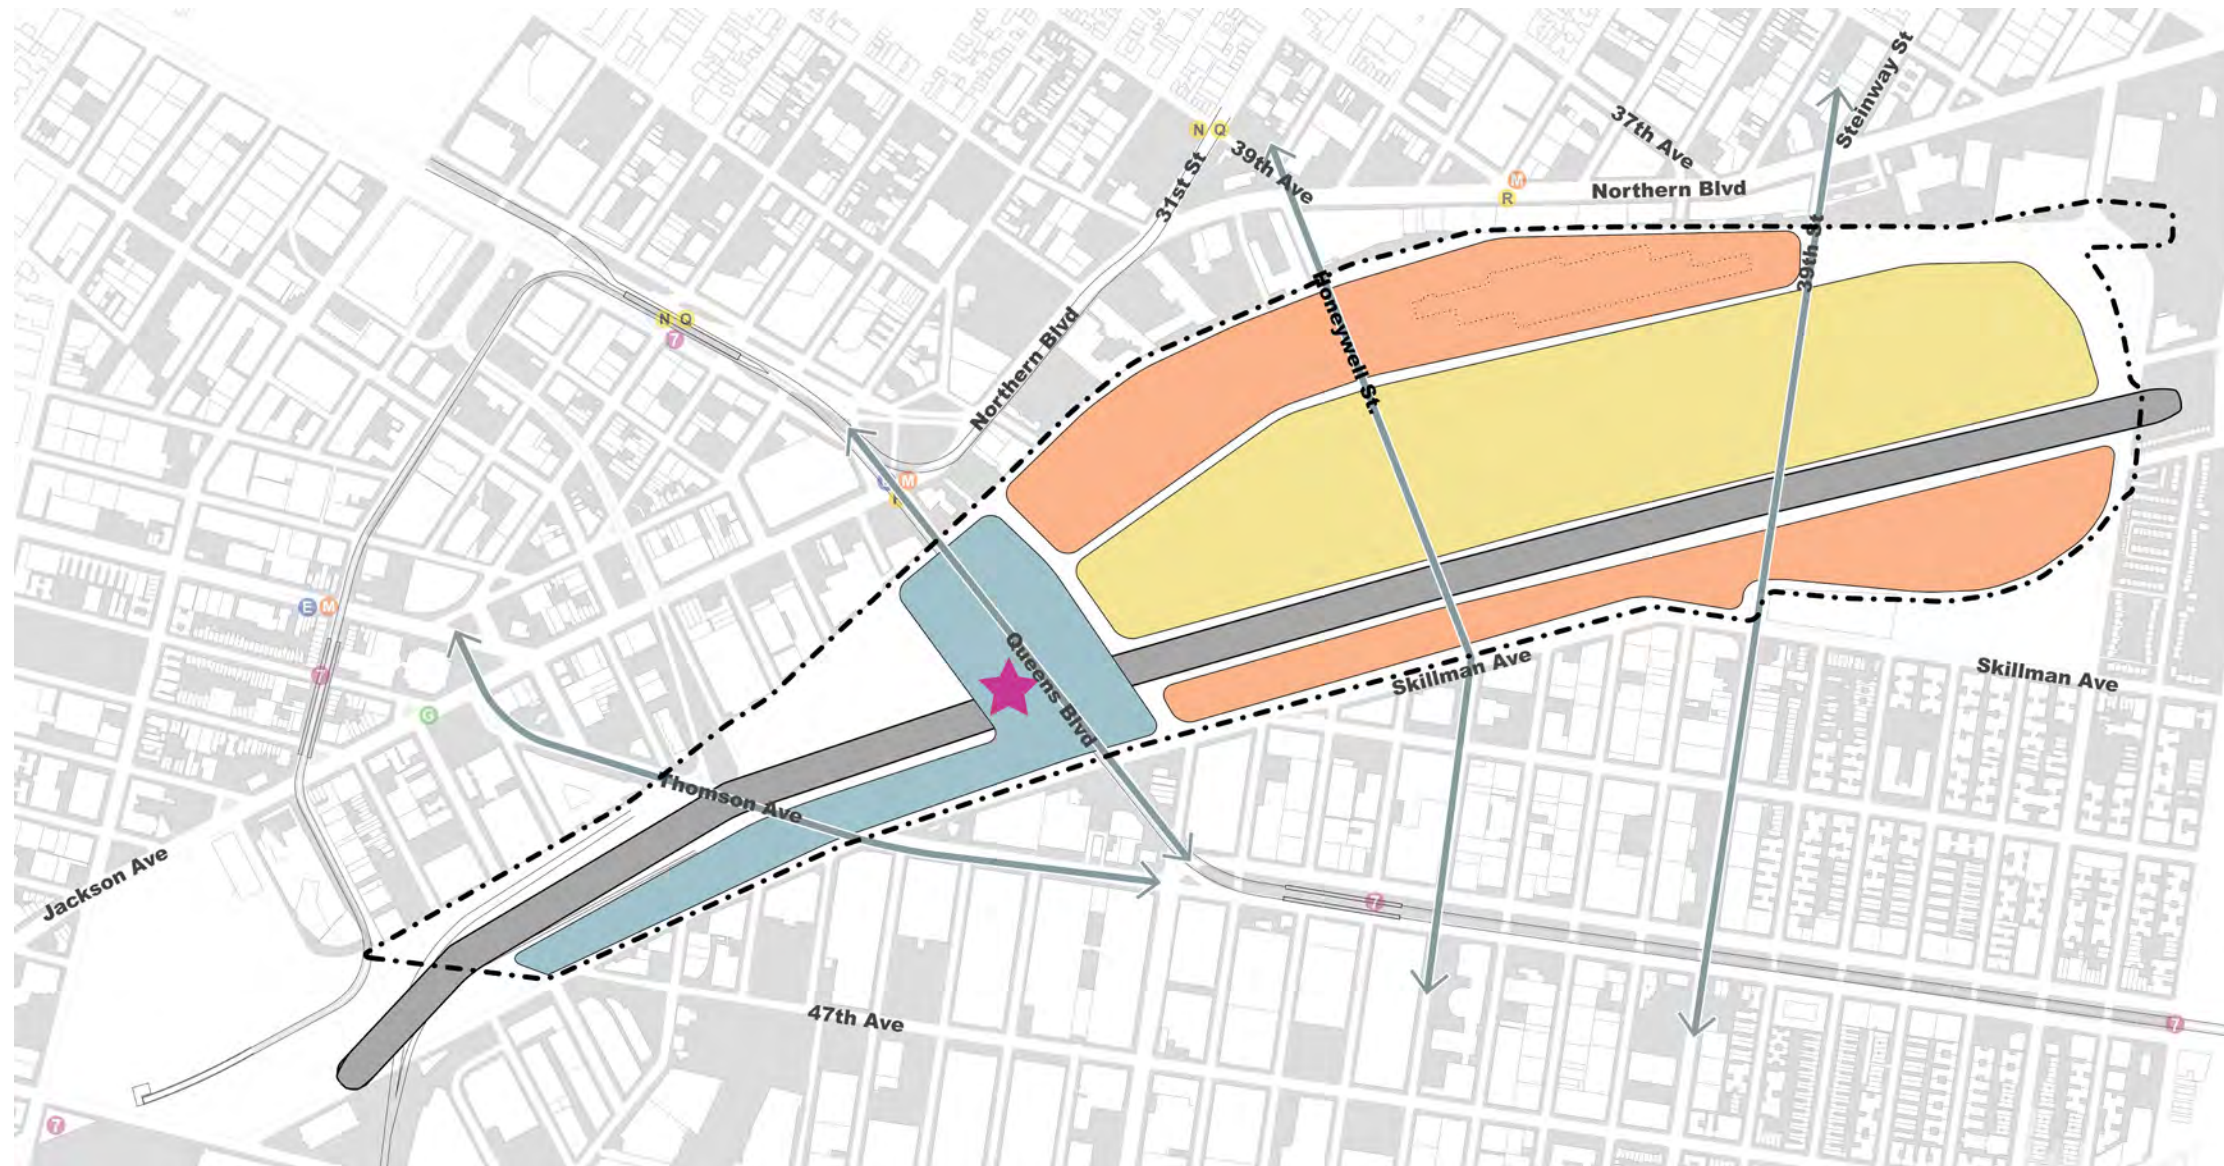 Steinway St
37th Ave
N Q
39th Ave
M
31st St
Northern Blvd
R
39th St
Honeywell St.
N Q
7
Northern Blvd
M
E M
7
Queens Blvd
Skillman Ave
Skillman Ave
G
Thomson Ave
Jackson Ave
7
47th Ave
7
7